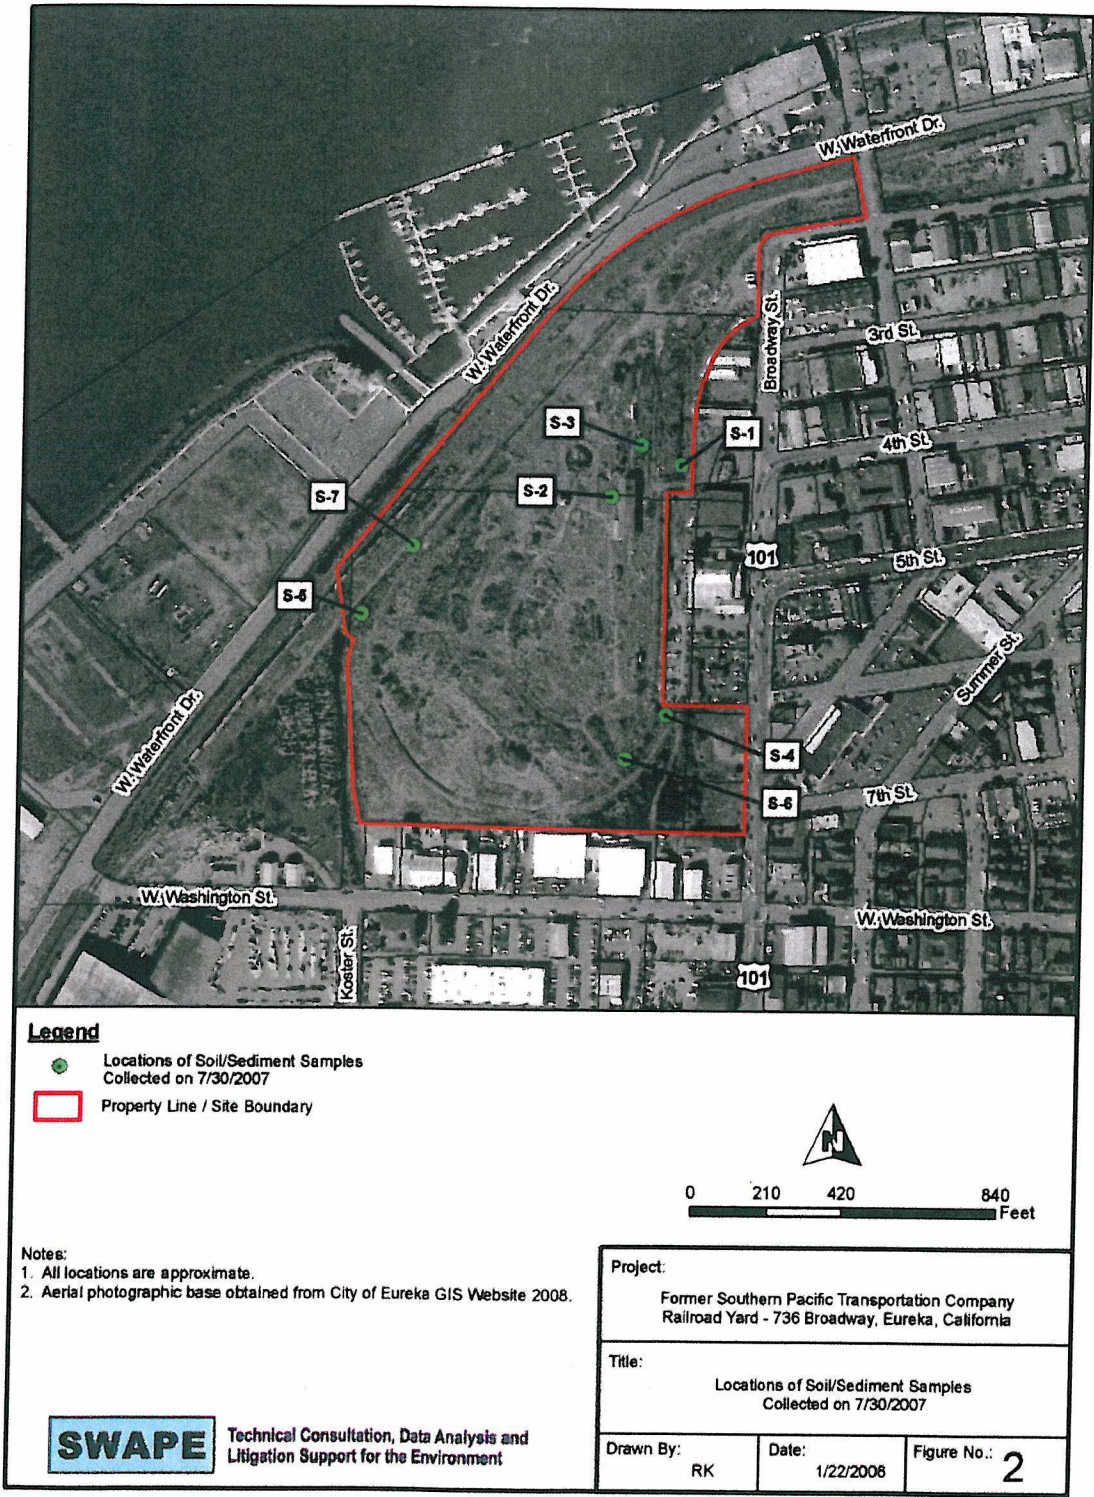 W. Waterfront Dr.
W. Waterfront Dr.
Broadway St.
3rd St.
S-3
S-1
4th St.
S-2
S-7
101
5th St.
S-5
Summer St.
W. Waterfront Dr.
S-4
S-6
7th St.
W. Washington St.
W. Washington St.
Koster St.
101
Legend
Locations of Soil/Sediment Samples
Collected on 7/30/2007
Property Line / Site Boundary
N
0 210 420 840
Feet
Notes:
1. All locations are approximate.
2. Aerial photographic base obtained from City of Eureka GIS Website 2008.
Project:
Former Southern Pacific Transportation Company
Railroad Yard - 736 Broadway, Eureka, California
Title:
Locations of Soil/Sediment Samples
Collected on 7/30/2007
SWAPE
Technical Consultation, Data Analysis and
Litigation Support for the Environment
Drawn By:
RK
Date:
1/22/2008
Figure No.: 2